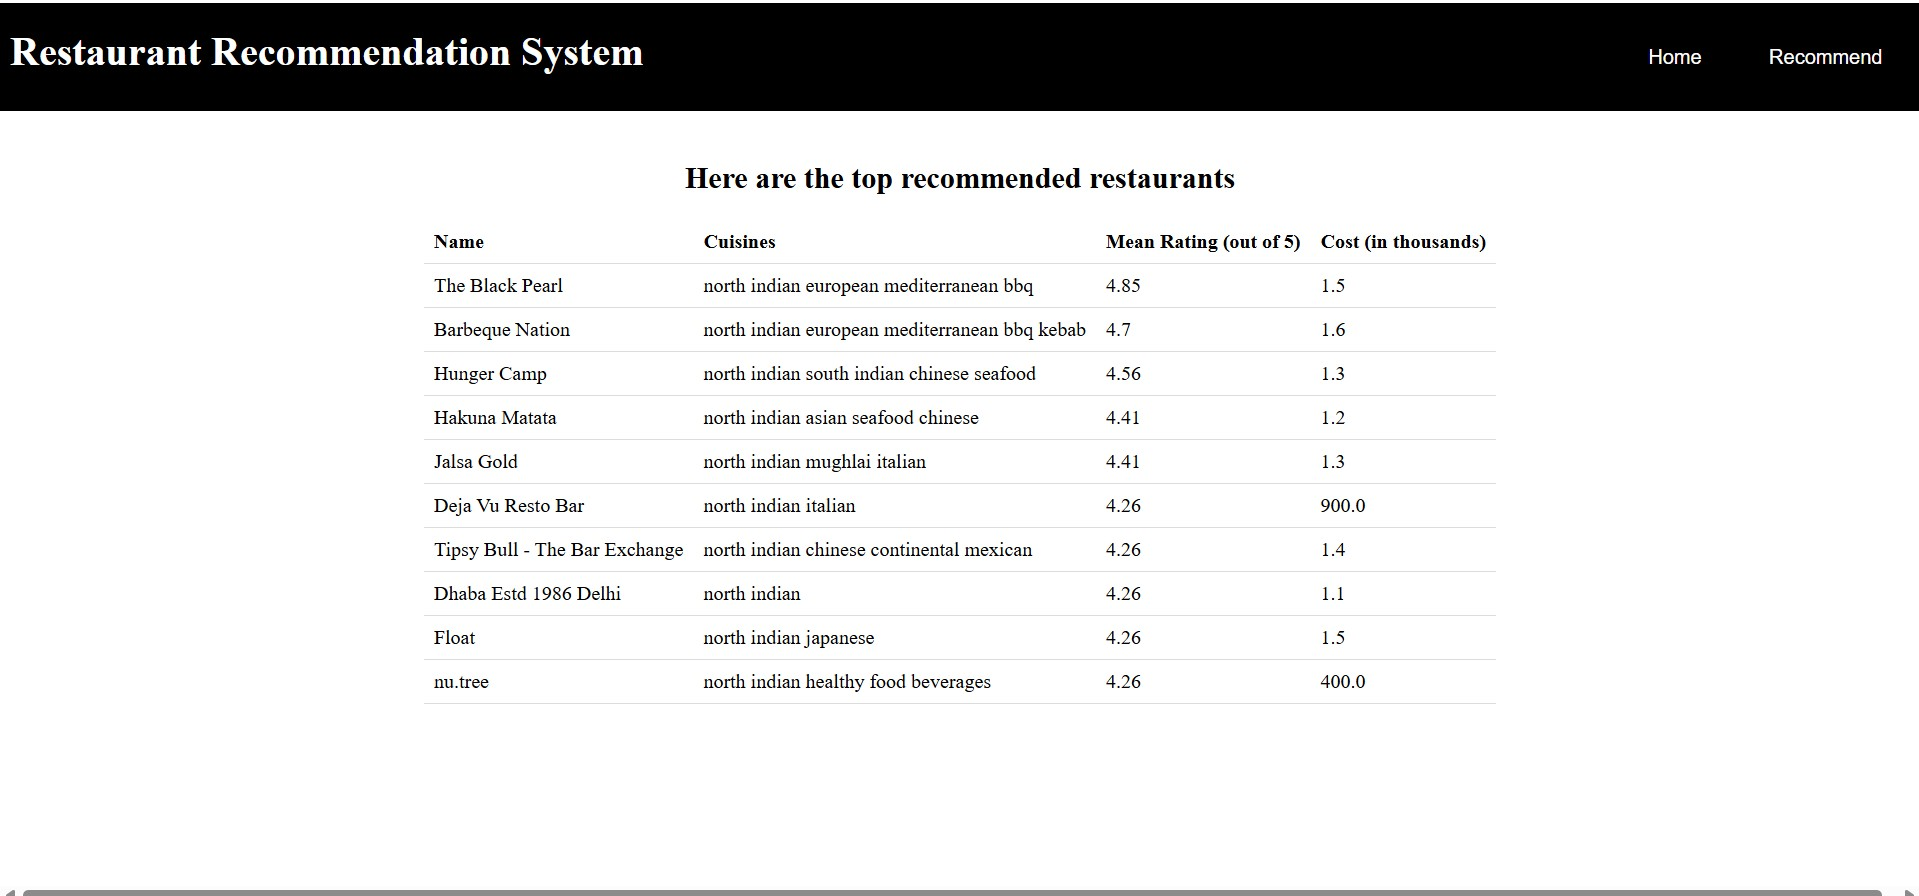 Restaurant Recommendation System Home Recommend
Here are the top recommended restaurants
Name Cuisines Mean Rating (out of 5) Cost (in thousands)
The Black Pearl north indian european mediterranean bbq 4.85 1.5
Barbeque Nation north indian european mediterranean bbq kebab 4.7 1.6
Hunger Camp north indian south indian chinese seafood 4.56 1.3
Hakuna Matata north indian asian seafood chinese 4.41 1.2
Jalsa Gold north indian mughlai italian 4.41 1.3
Deja Vu Resto Bar north indian italian 4.26 900.0
Tipsy Bull - The Bar Exchange north indian chinese continental mexican 4.26 1.4
Dhaba Estd 1986 Delhi north indian 4.26 1.1
Float north indian japanese 4.26 1.5
nu.tree north indian healthy food beverages 4.26 400.0